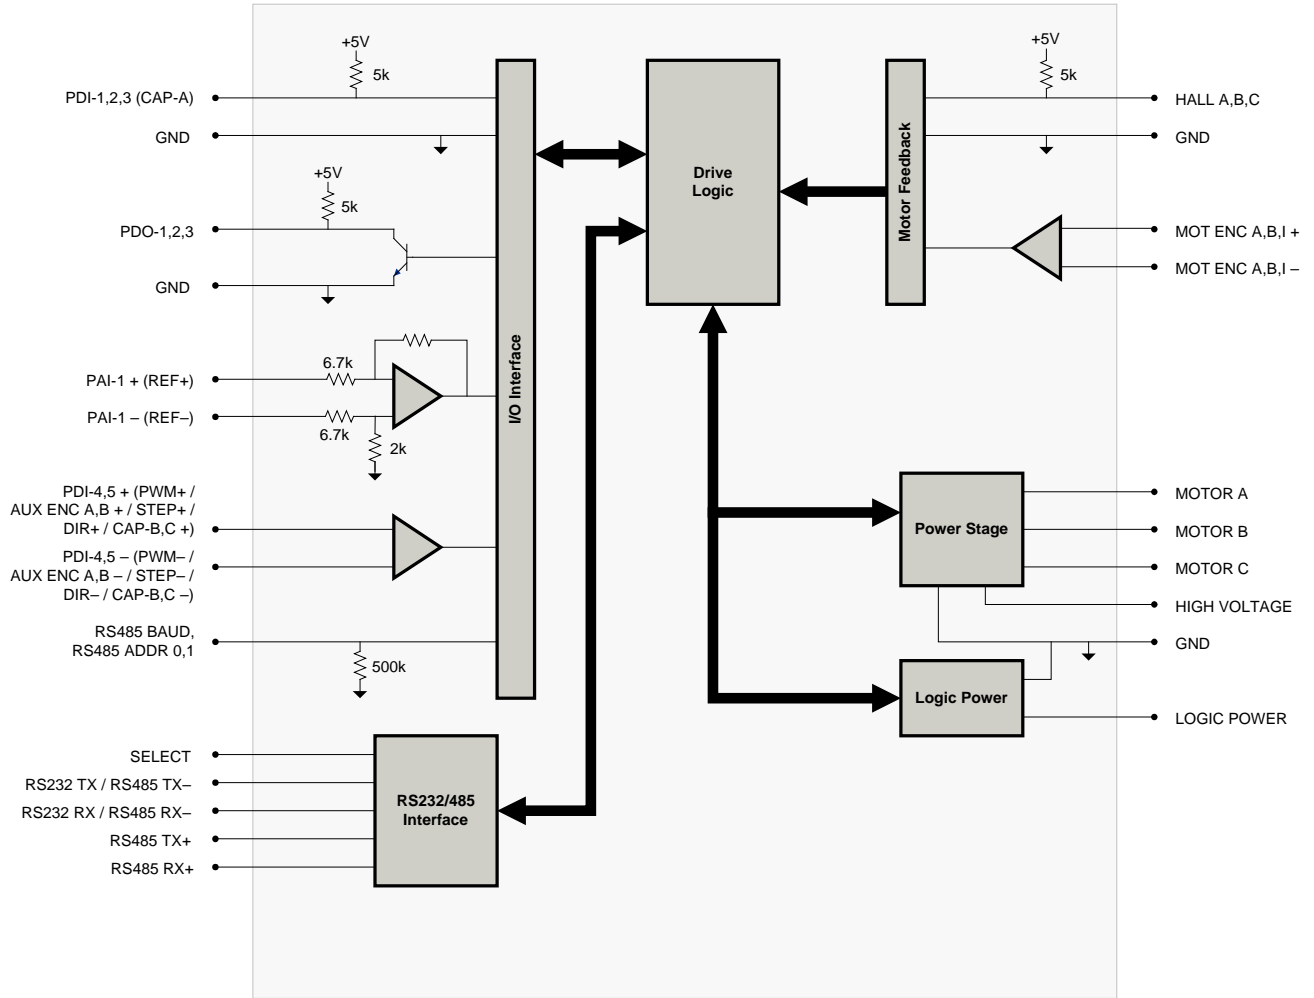 +5V
5k
PDI-1,2,3 (CAP-A)
GND
+5V
5k
PDO-1,2,3
GND
6.7k
PAI-1 + (REF+)
PAI-1 – (REF–)
6.7k
2k
PDI-4,5 + (PWM+ /
AUX ENC A,B + / STEP+ /
DIR+ / CAP-B,C +)
PDI-4,5 – (PWM– /
AUX ENC A,B – / STEP– /
DIR– / CAP-B,C –)
RS485 BAUD,
RS485 ADDR 0,1
500k
I/O Interface
SELECT
RS232 TX / RS485 TX–
RS232 RX / RS485 RX–
RS485 TX+
RS485 RX+
RS232/485
Interface
Drive
Logic
Motor Feedback
+5V
5k
HALL A,B,C
GND
MOT ENC A,B,I +
MOT ENC A,B,I –
Power Stage
MOTOR A
MOTOR B
MOTOR C
HIGH VOLTAGE
GND
Logic Power
LOGIC POWER